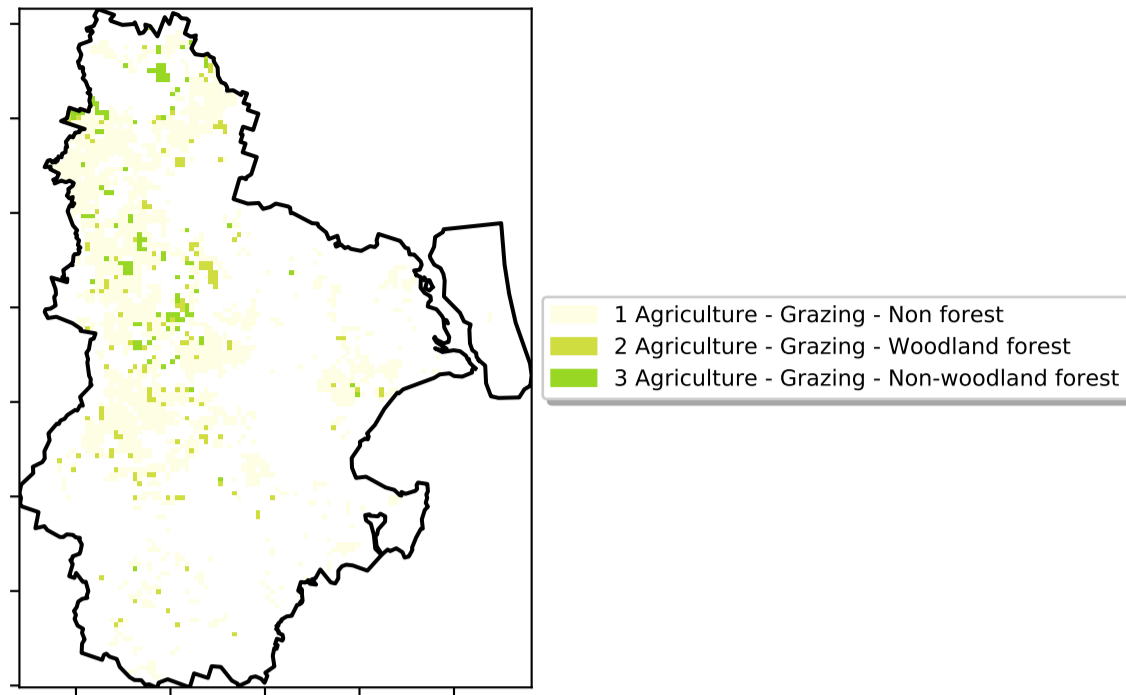 1 Agriculture - Grazing - Non forest
2 Agriculture - Grazing - Woodland forest
3 Agriculture - Grazing - Non-woodland forest